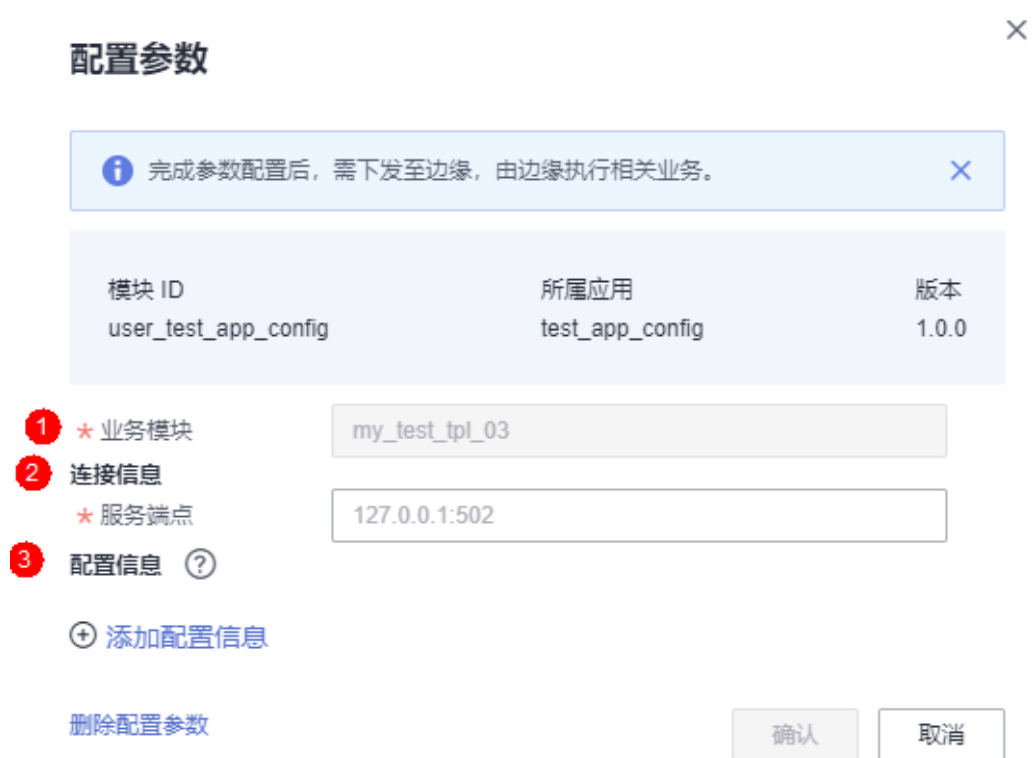 配置参数
完成参数配置后，需下发至边缘，由边缘执行相关业务。
模块 ID 所属应用 版本
user_test_app_config test_app_config 1.0.0
1 * 业务模块 my_test_tpl_03
2 连接信息
* 服务端点 127.0.0.1:502
3 配置信息 ?
添加配置信息
删除配置参数 确认 取消